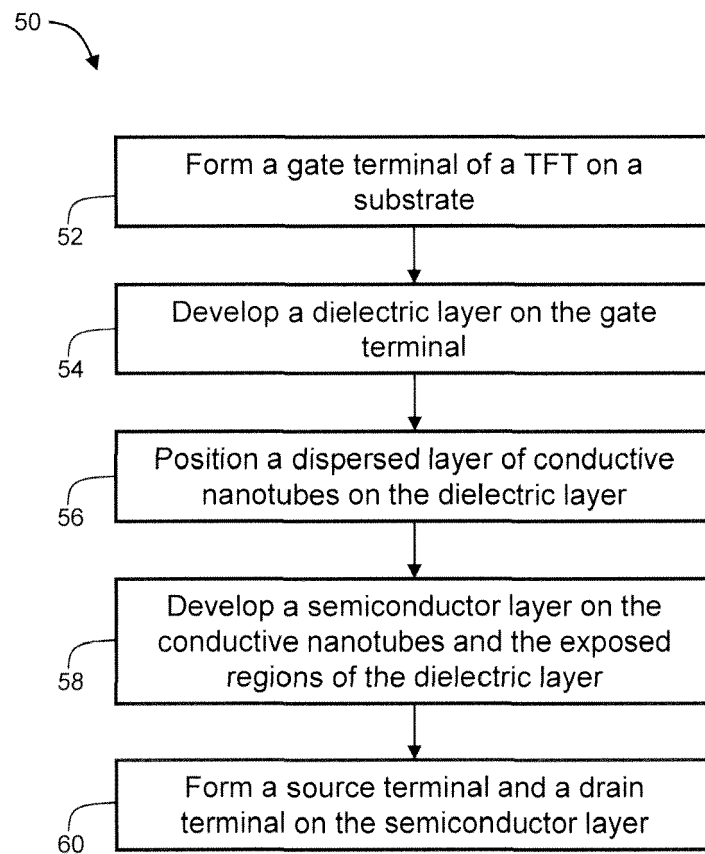 50
Form a gate terminal of a TFT on a
substrate
52
Develop a dielectric layer on the gate
terminal
54
Position a dispersed layer of conductive
nanotubes on the dielectric layer
56
Develop a semiconductor layer on the
conductive nanotubes and the exposed
regions of the dielectric layer
58
Form a source terminal and a drain
terminal on the semiconductor layer
60